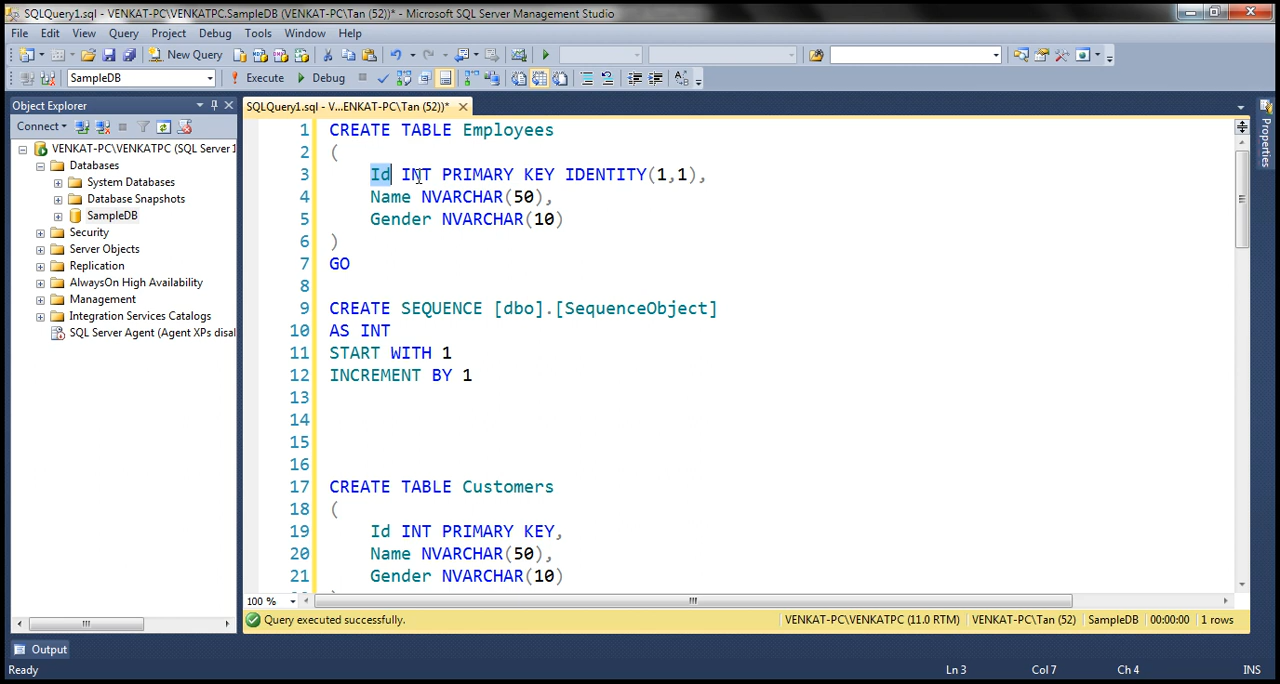 SQLQuery1.sql - VENKAT-PC\VENKATPC.SampleDB (VENKAT-PC\Tan (52))* - Microsoft SQL Server Management Studio
File Edit View Query Project Debug Tools Window Help
New Query
SampleDB Execute Debug
Object Explorer
Connect
VENKAT-PC\VENKATPC (SQL Server 1
Databases
System Databases
Database Snapshots
SampleDB
Security
Server Objects
Replication
AlwaysOn High Availability
Management
Integration Services Catalogs
SQL Server Agent (Agent XPs disal
SQLQuery1.sql - V...ENKAT-PC\Tan (52))*
1 CREATE TABLE Employees
2 (
3 Id INT PRIMARY KEY IDENTITY(1,1),
4 Name NVARCHAR(50),
5 Gender NVARCHAR(10)
6 )
7 GO
8
9 CREATE SEQUENCE [dbo].[SequenceObject]
10 AS INT
11 START WITH 1
12 INCREMENT BY 1
13
14
15
16
17 CREATE TABLE Customers
18 (
19 Id INT PRIMARY KEY,
20 Name NVARCHAR(50),
21 Gender NVARCHAR(10)
100 %
Query executed successfully. VENKAT-PC\VENKATPC (11.0 RTM) VENKAT-PC\Tan (52) SampleDB 00:00:00 1 rows
Properties
Output
Ready Ln 3 Col 7 Ch 4 INS